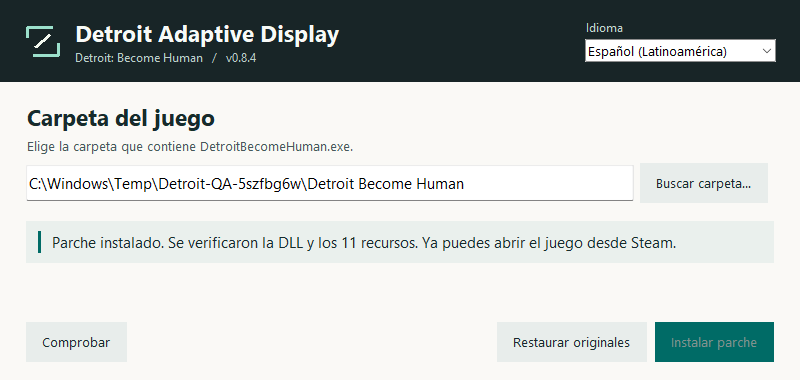 Detroit Adaptive Display
Detroit: Become Human / v0.8.4
Idioma
Español (Latinoamérica)
Carpeta del juego
Elige la carpeta que contiene DetroitBecomeHuman.exe.
C:\Windows\Temp\Detroit-QA-5szfbg6w\Detroit Become Human
Buscar carpeta...
Parche instalado. Se verificaron la DLL y los 11 recursos. Ya puedes abrir el juego desde Steam.
Comprobar
Restaurar originales
Instalar parche